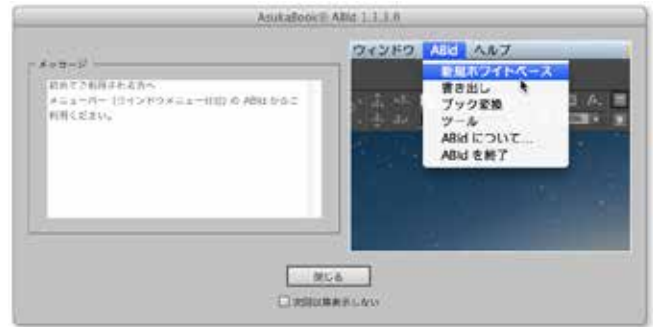 AsukaBook® ABid 1.1.1.0
メッセージ
初めてご利用される方へ
メニューバー（ウインドウメニュー付近）の ABid からご
利用ください。
ウィンドウ ABid ヘルプ
新規ホワイトベース
書き出し
ブック変換
ツール
ABid について...
ABid を終了
閉じる
次回以降表示しない